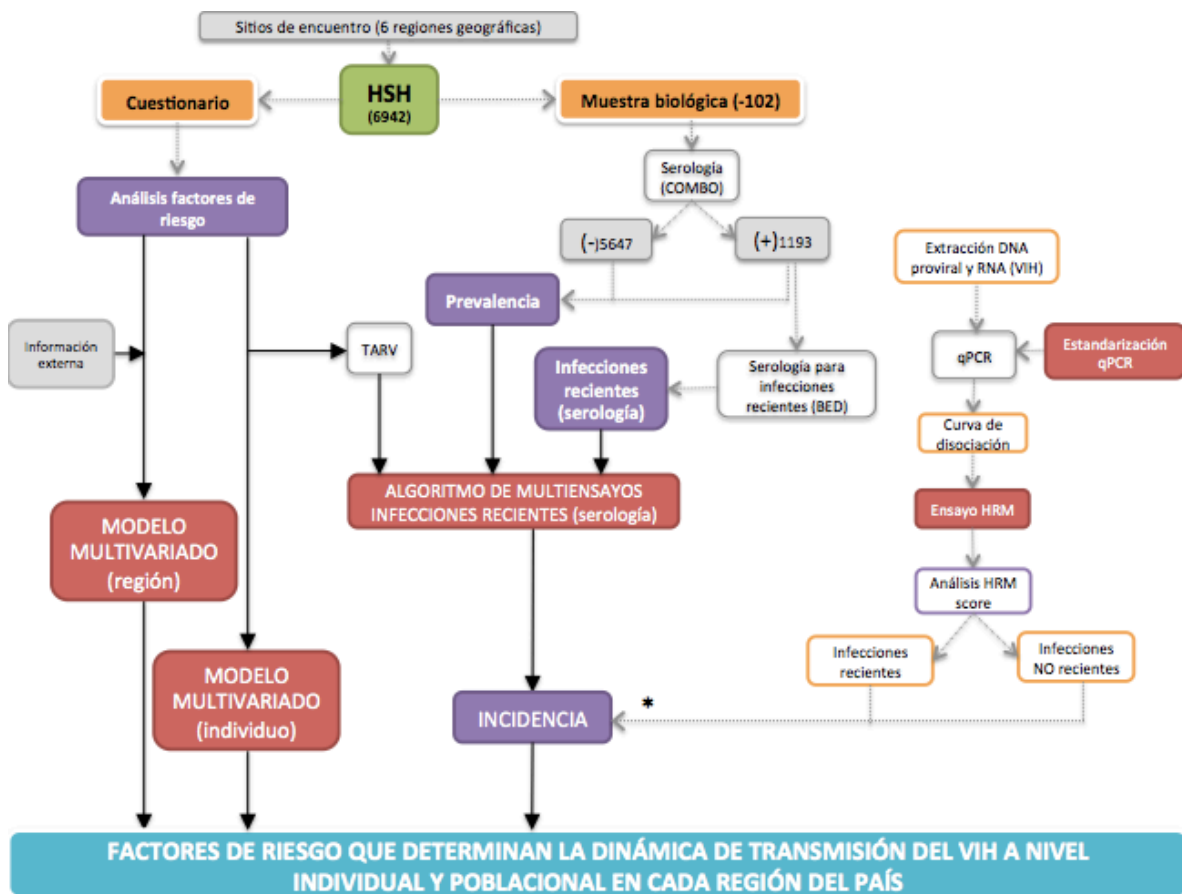 Sitios de encuentro (6 regiones geográficas)
Cuestionario
HSH
(6942)
Muestra biológica (-102)
Serología
(COMBO)
Análisis factores de
riesgo
(-)5647
(+)1193
Extracción DNA
proviral y RNA (VIH)
Prevalencia
Información
externa
TARV
qPCR
Estandarización
qPCR
Infecciones
recientes
(serología)
Serología para
infecciones
recientes (BED)
Curva de
disociación
ALGORITMO DE MULTIENSAYOS
INFECCIONES RECIENTES (serología)
Ensayo HRM
MODELO
MULTIVARIADO
(región)
Análisis HRM
score
Infecciones
recientes
Infecciones
NO recientes
MODELO
MULTIVARIADO
(individuo)
INCIDENCIA
*
FACTORES DE RIESGO QUE DETERMINAN LA DINÁMICA DE TRANSMISIÓN DEL VIH A NIVEL
INDIVIDUAL Y POBLACIONAL EN CADA REGIÓN DEL PAÍS